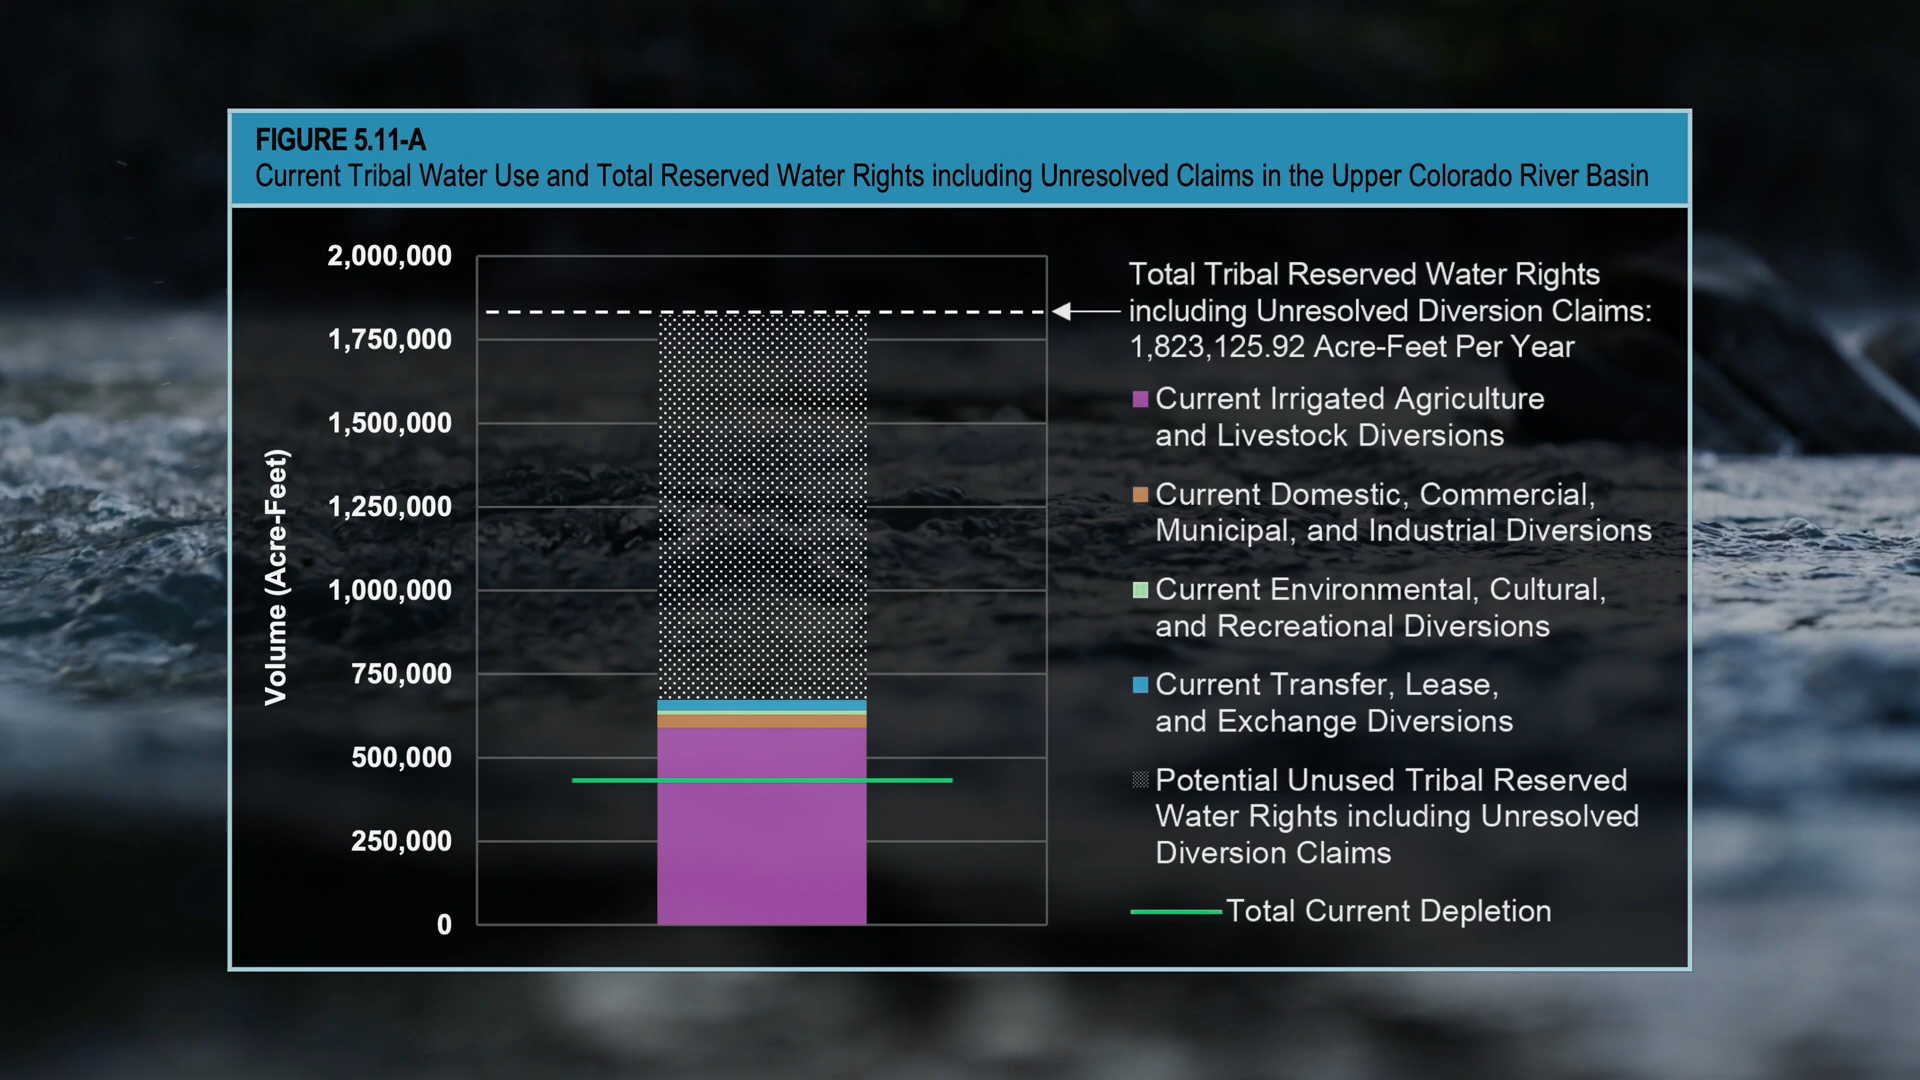 FIGURE 5.11-A
Current Tribal Water Use and Total Reserved Water Rights including Unresolved Claims in the Upper Colorado River Basin
Volume (Acre-Feet)
2,000,000
1,750,000
1,500,000
1,250,000
1,000,000
750,000
500,000
250,000
0
Total Tribal Reserved Water Rights
including Unresolved Diversion Claims:
1,823,125.92 Acre-Feet Per Year
Current Irrigated Agriculture
and Livestock Diversions
Current Domestic, Commercial,
Municipal, and Industrial Diversions
Current Environmental, Cultural,
and Recreational Diversions
Current Transfer, Lease,
and Exchange Diversions
Potential Unused Tribal Reserved
Water Rights including Unresolved
Diversion Claims
Total Current Depletion